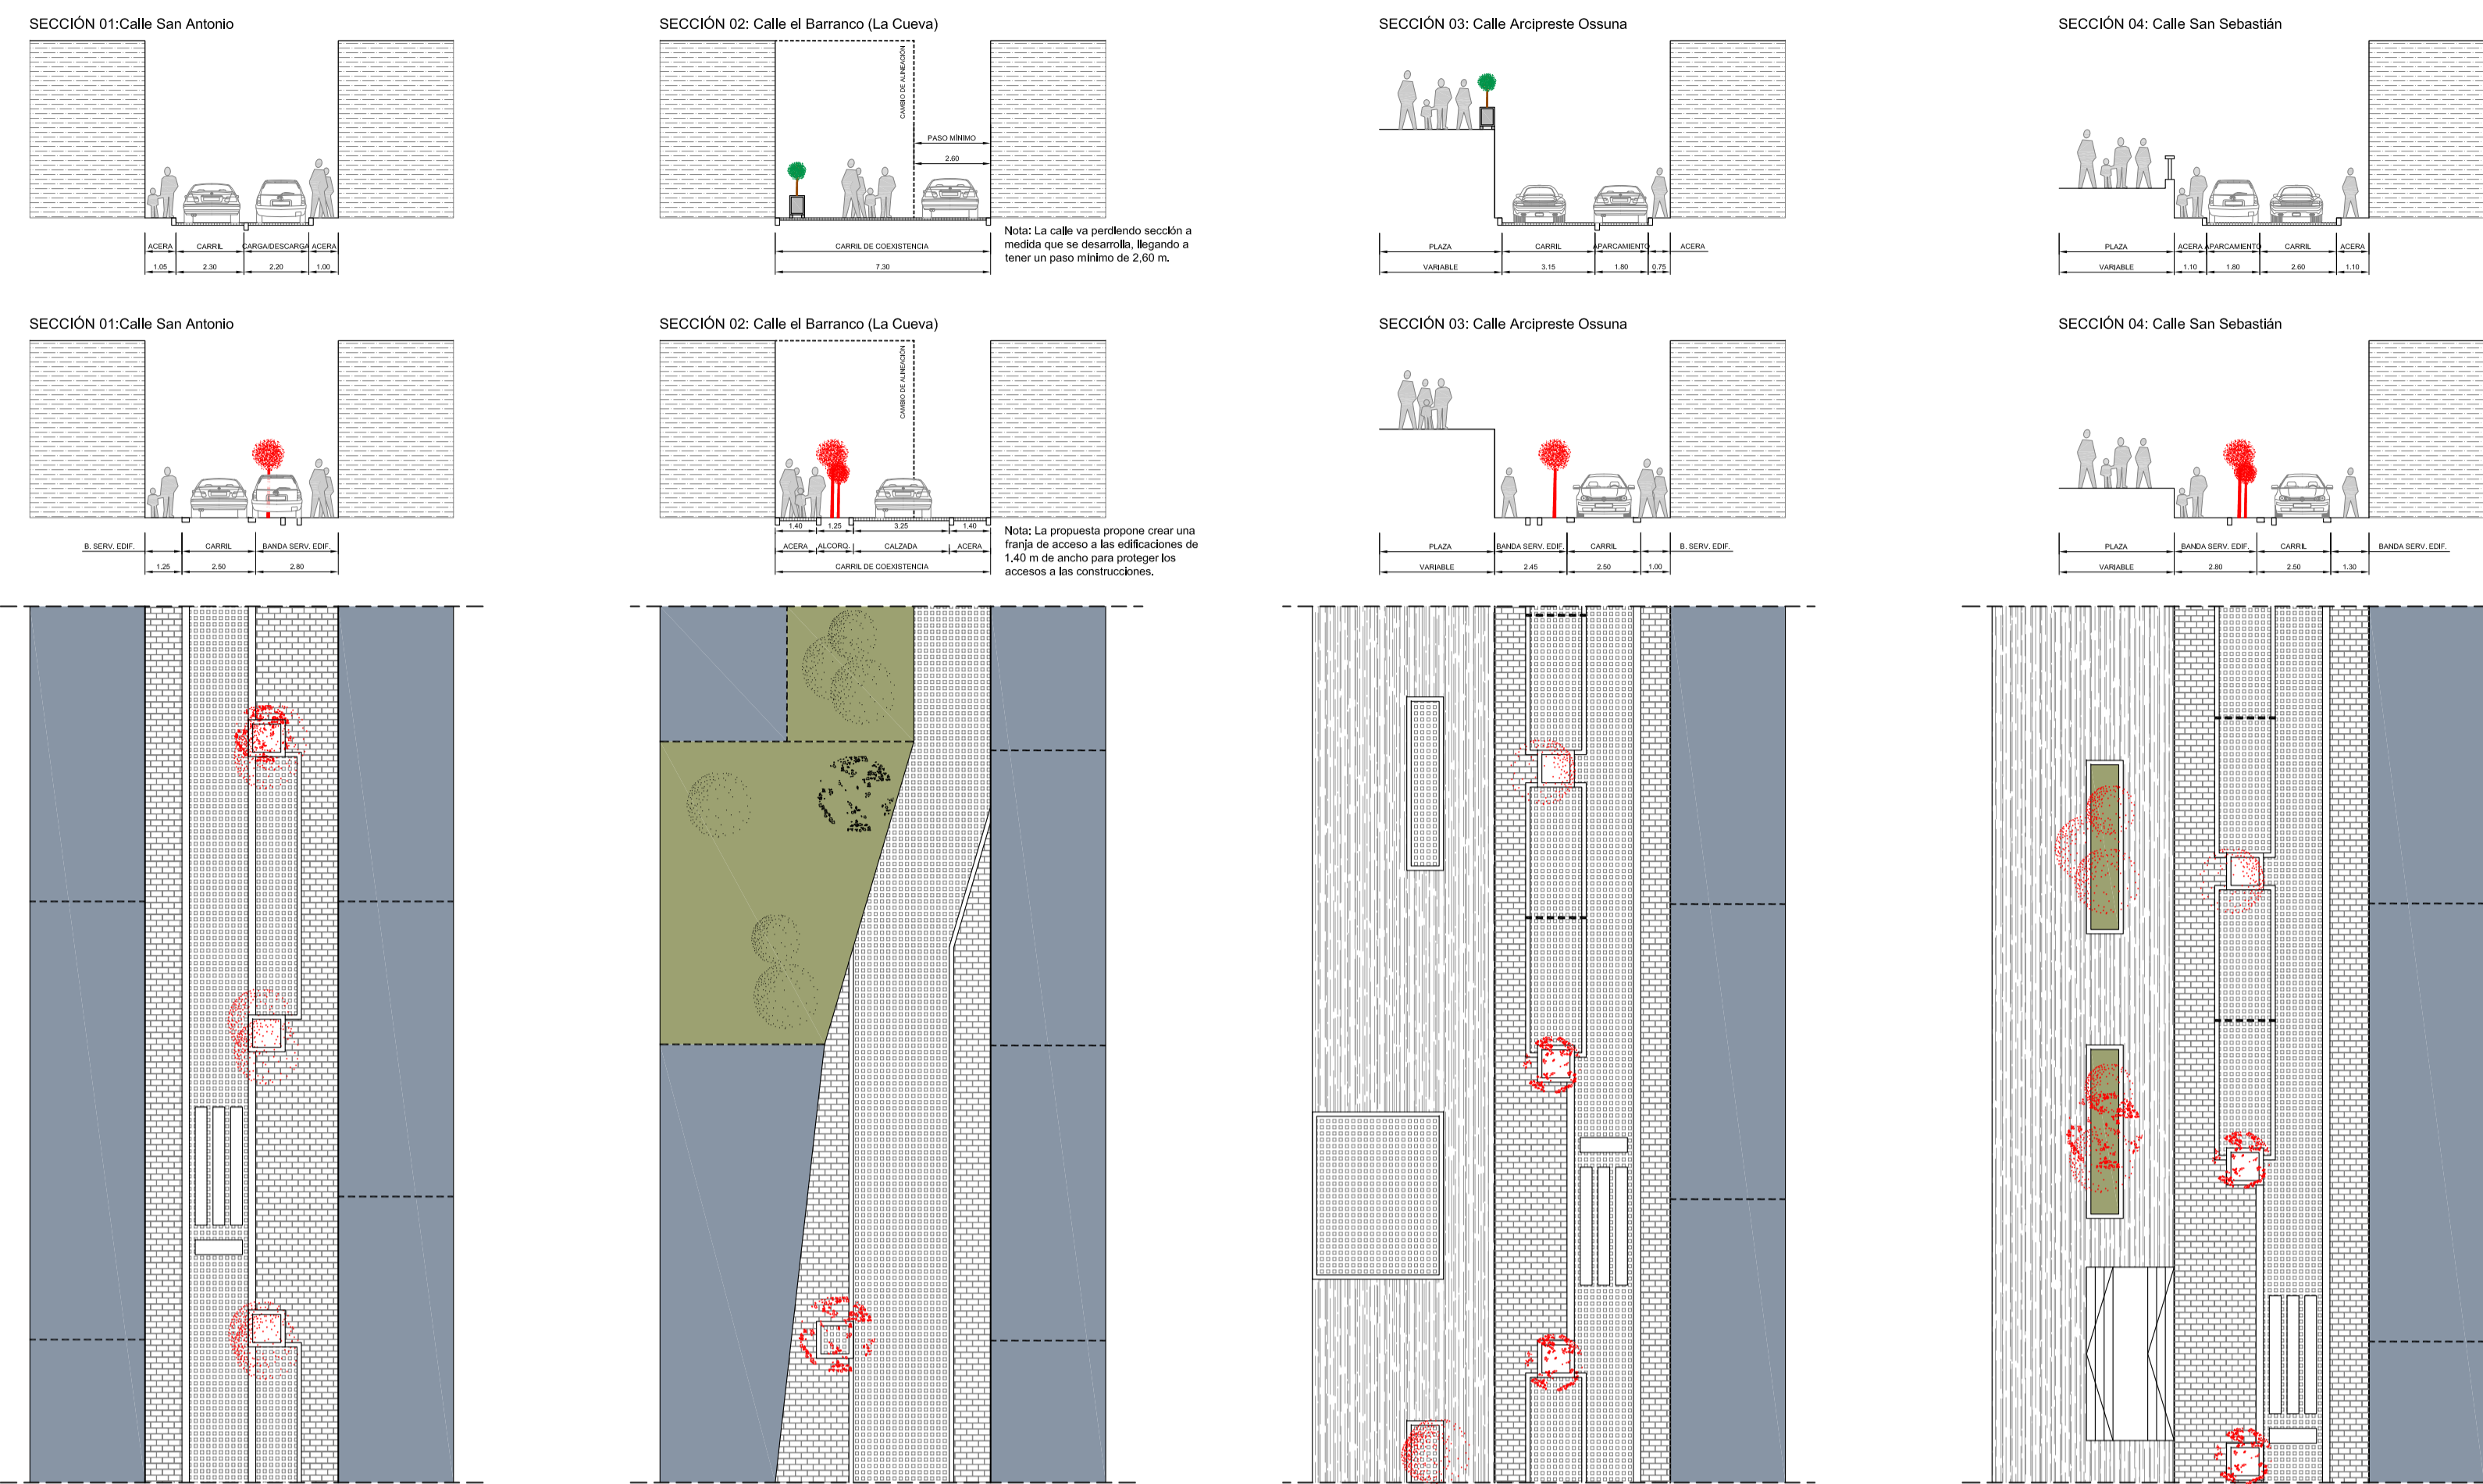 SECCIÓN 01:Calle San Antonio
ACERA CARRIL CARGA/DESCARGA ACERA
1.05 2.30 2.20 1.00
SECCIÓN 02: Calle el Barranco (La Cueva)
CAMBIO DE ALINEACIÓN
PASO MÍNIMO
2.60
CARRIL DE COEXISTENCIA
7.30
Nota: La calle va perdiendo sección a
medida que se desarrolla, llegando a
tener un paso mínimo de 2,60 m.
SECCIÓN 03: Calle Arcipreste Ossuna
PLAZA CARRIL APARCAMIENTO ACERA
VARIABLE 3.15 1.80 0.75
SECCIÓN 04: Calle San Sebastián
PLAZA ACERA APARCAMIENTO CARRIL ACERA
VARIABLE 1.10 1.80 2.60 1.10
SECCIÓN 01:Calle San Antonio
B. SERV. EDIF. CARRIL BANDA SERV. EDIF.
1.25 2.50 2.80
SECCIÓN 02: Calle el Barranco (La Cueva)
CAMBIO DE ALINEACIÓN
1.40 1.25 3.25 1.40
ACERA ALCORQ. CALZADA ACERA
CARRIL DE COEXISTENCIA
Nota: La propuesta propone crear una
franja de acceso a las edificaciones de
1,40 m de ancho para proteger los
accesos a las construcciones.
SECCIÓN 03: Calle Arcipreste Ossuna
PLAZA BANDA SERV. EDIF. CARRIL B. SERV. EDIF.
VARIABLE 2.45 2.50 1.00
SECCIÓN 04: Calle San Sebastián
PLAZA BANDA SERV. EDIF. CARRIL BANDA SERV. EDIF.
VARIABLE 2.80 2.50 1.30